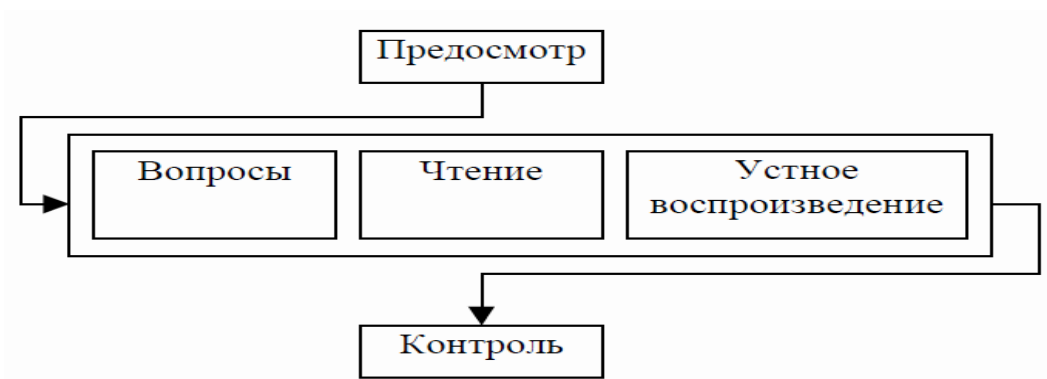 Предосмотр
Вопросы
Чтение
Устное
воспроизведение
Контроль